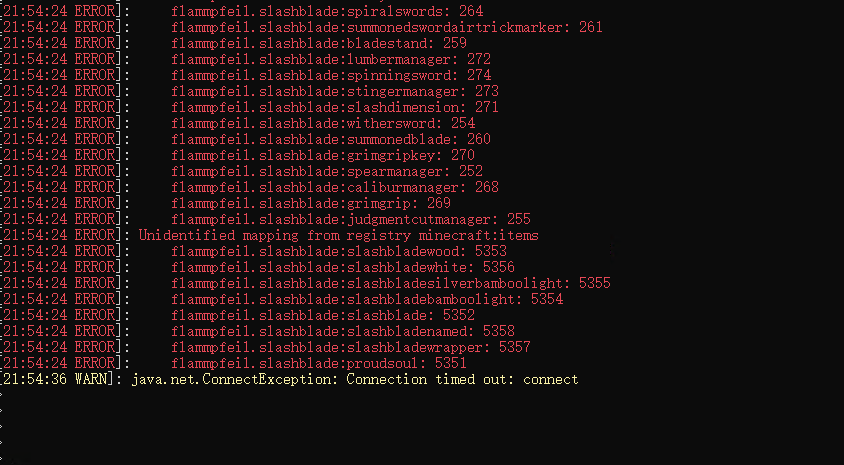 [21:54:24 ERROR]: flammpfeil.slashblade:spiralswords: 264
[21:54:24 ERROR]: flammpfeil.slashblade:summonedswordairtrickmarker: 261
[21:54:24 ERROR]: flammpfeil.slashblade:bladestand: 259
[21:54:24 ERROR]: flammpfeil.slashblade:lumbermanager: 272
[21:54:24 ERROR]: flammpfeil.slashblade:spinningsword: 274
[21:54:24 ERROR]: flammpfeil.slashblade:stingermanager: 273
[21:54:24 ERROR]: flammpfeil.slashblade:slashdimension: 271
[21:54:24 ERROR]: flammpfeil.slashblade:withersword: 254
[21:54:24 ERROR]: flammpfeil.slashblade:summonedblade: 260
[21:54:24 ERROR]: flammpfeil.slashblade:grimgripkey: 270
[21:54:24 ERROR]: flammpfeil.slashblade:spearmanager: 252
[21:54:24 ERROR]: flammpfeil.slashblade:caliburmanager: 268
[21:54:24 ERROR]: flammpfeil.slashblade:grimgrip: 269
[21:54:24 ERROR]: flammpfeil.slashblade:judgmentcutmanager: 255
[21:54:24 ERROR]: Unidentified mapping from registry minecraft:items
[21:54:24 ERROR]: flammpfeil.slashblade:slashbladewood: 5353
[21:54:24 ERROR]: flammpfeil.slashblade:slashbladewhite: 5356
[21:54:24 ERROR]: flammpfeil.slashblade:slashbladesilverbamboolight: 5355
[21:54:24 ERROR]: flammpfeil.slashblade:slashbladebamboolight: 5354
[21:54:24 ERROR]: flammpfeil.slashblade:slashblade: 5352
[21:54:24 ERROR]: flammpfeil.slashblade:slashbladenamed: 5358
[21:54:24 ERROR]: flammpfeil.slashblade:slashbladewrapper: 5357
[21:54:24 ERROR]: flammpfeil.slashblade:proudsoul: 5351
[21:54:36 WARN]: java.net.ConnectException: Connection timed out: connect
>
>
>
>
>